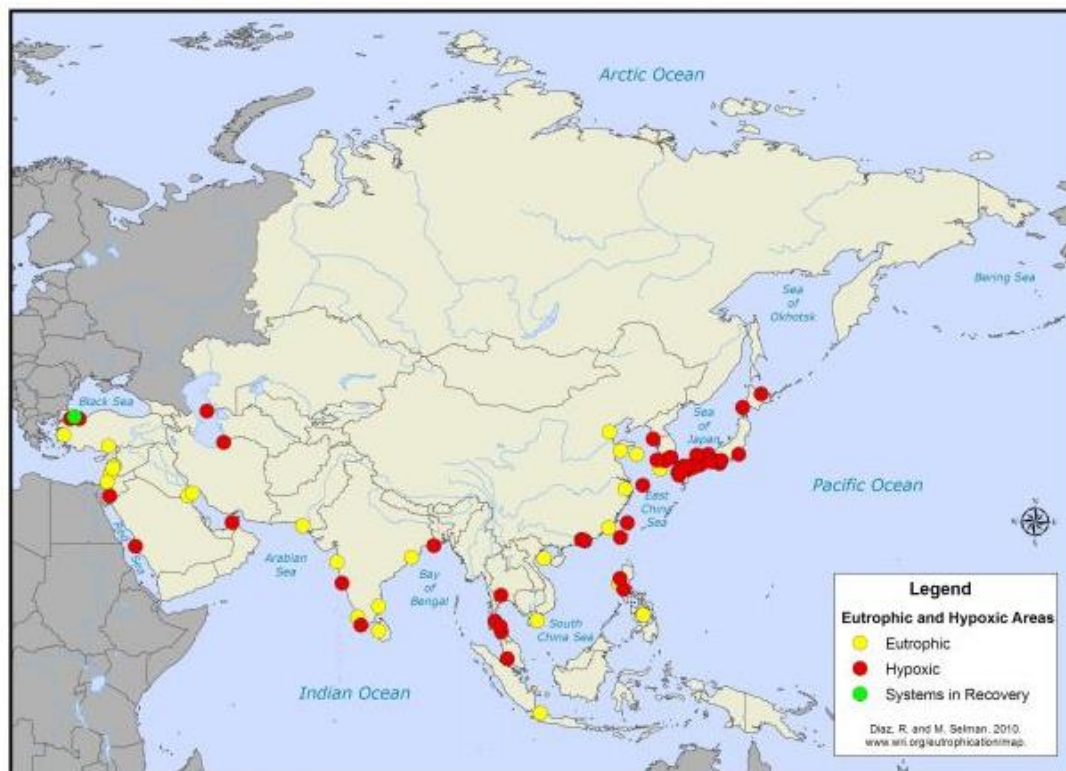 Arctic Ocean
Bering Sea
Sea
of
Okhotsk
Black Sea
Sea
of
Japan
Pacific Ocean
East
China
Sea
Red Sea
Arabian
Sea
Bay
of
Bengal
South
China Sea
Indian Ocean
N
W
E
S
Legend
Eutrophic and Hypoxic Areas
Eutrophic
Hypoxic
Systems in Recovery
Diaz, R. and M. Selman. 2010.
www.wri.org/eutrophication/map.